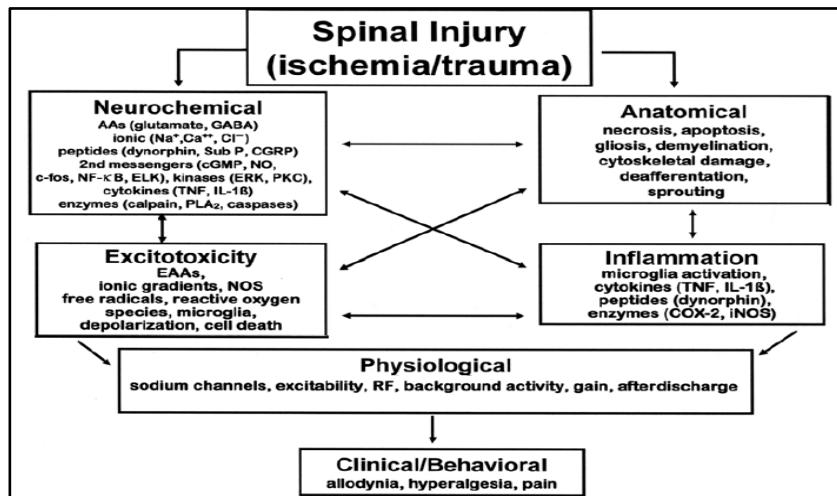 Spinal Injury
(ischemia/trauma)
Neurochemical
AAs (glutamate, GABA)
ionic (Na⁺,Ca⁺⁺, Cl⁻)
peptides (dynorphin, Sub P, CGRP)
2nd messengers (cGMP, NO,
c-fos, NF-κB, ELK), kinases (ERK, PKC),
cytokines (TNF, IL-1ß)
enzymes (calpain, PLA₂, caspases)
Anatomical
necrosis, apoptosis,
gliosis, demyelination,
cytoskeletal damage,
deafferentation,
sprouting
Excitotoxicity
EAAs,
ionic gradients, NOS
free radicals, reactive oxygen
species, microglia,
depolarization, cell death
Inflammation
microglia activation,
cytokines (TNF, IL-1ß),
peptides (dynorphin),
enzymes (COX-2, iNOS)
Physiological
sodium channels, excitability, RF, background activity, gain, afterdischarge
Clinical/Behavioral
allodynia, hyperalgesia, pain